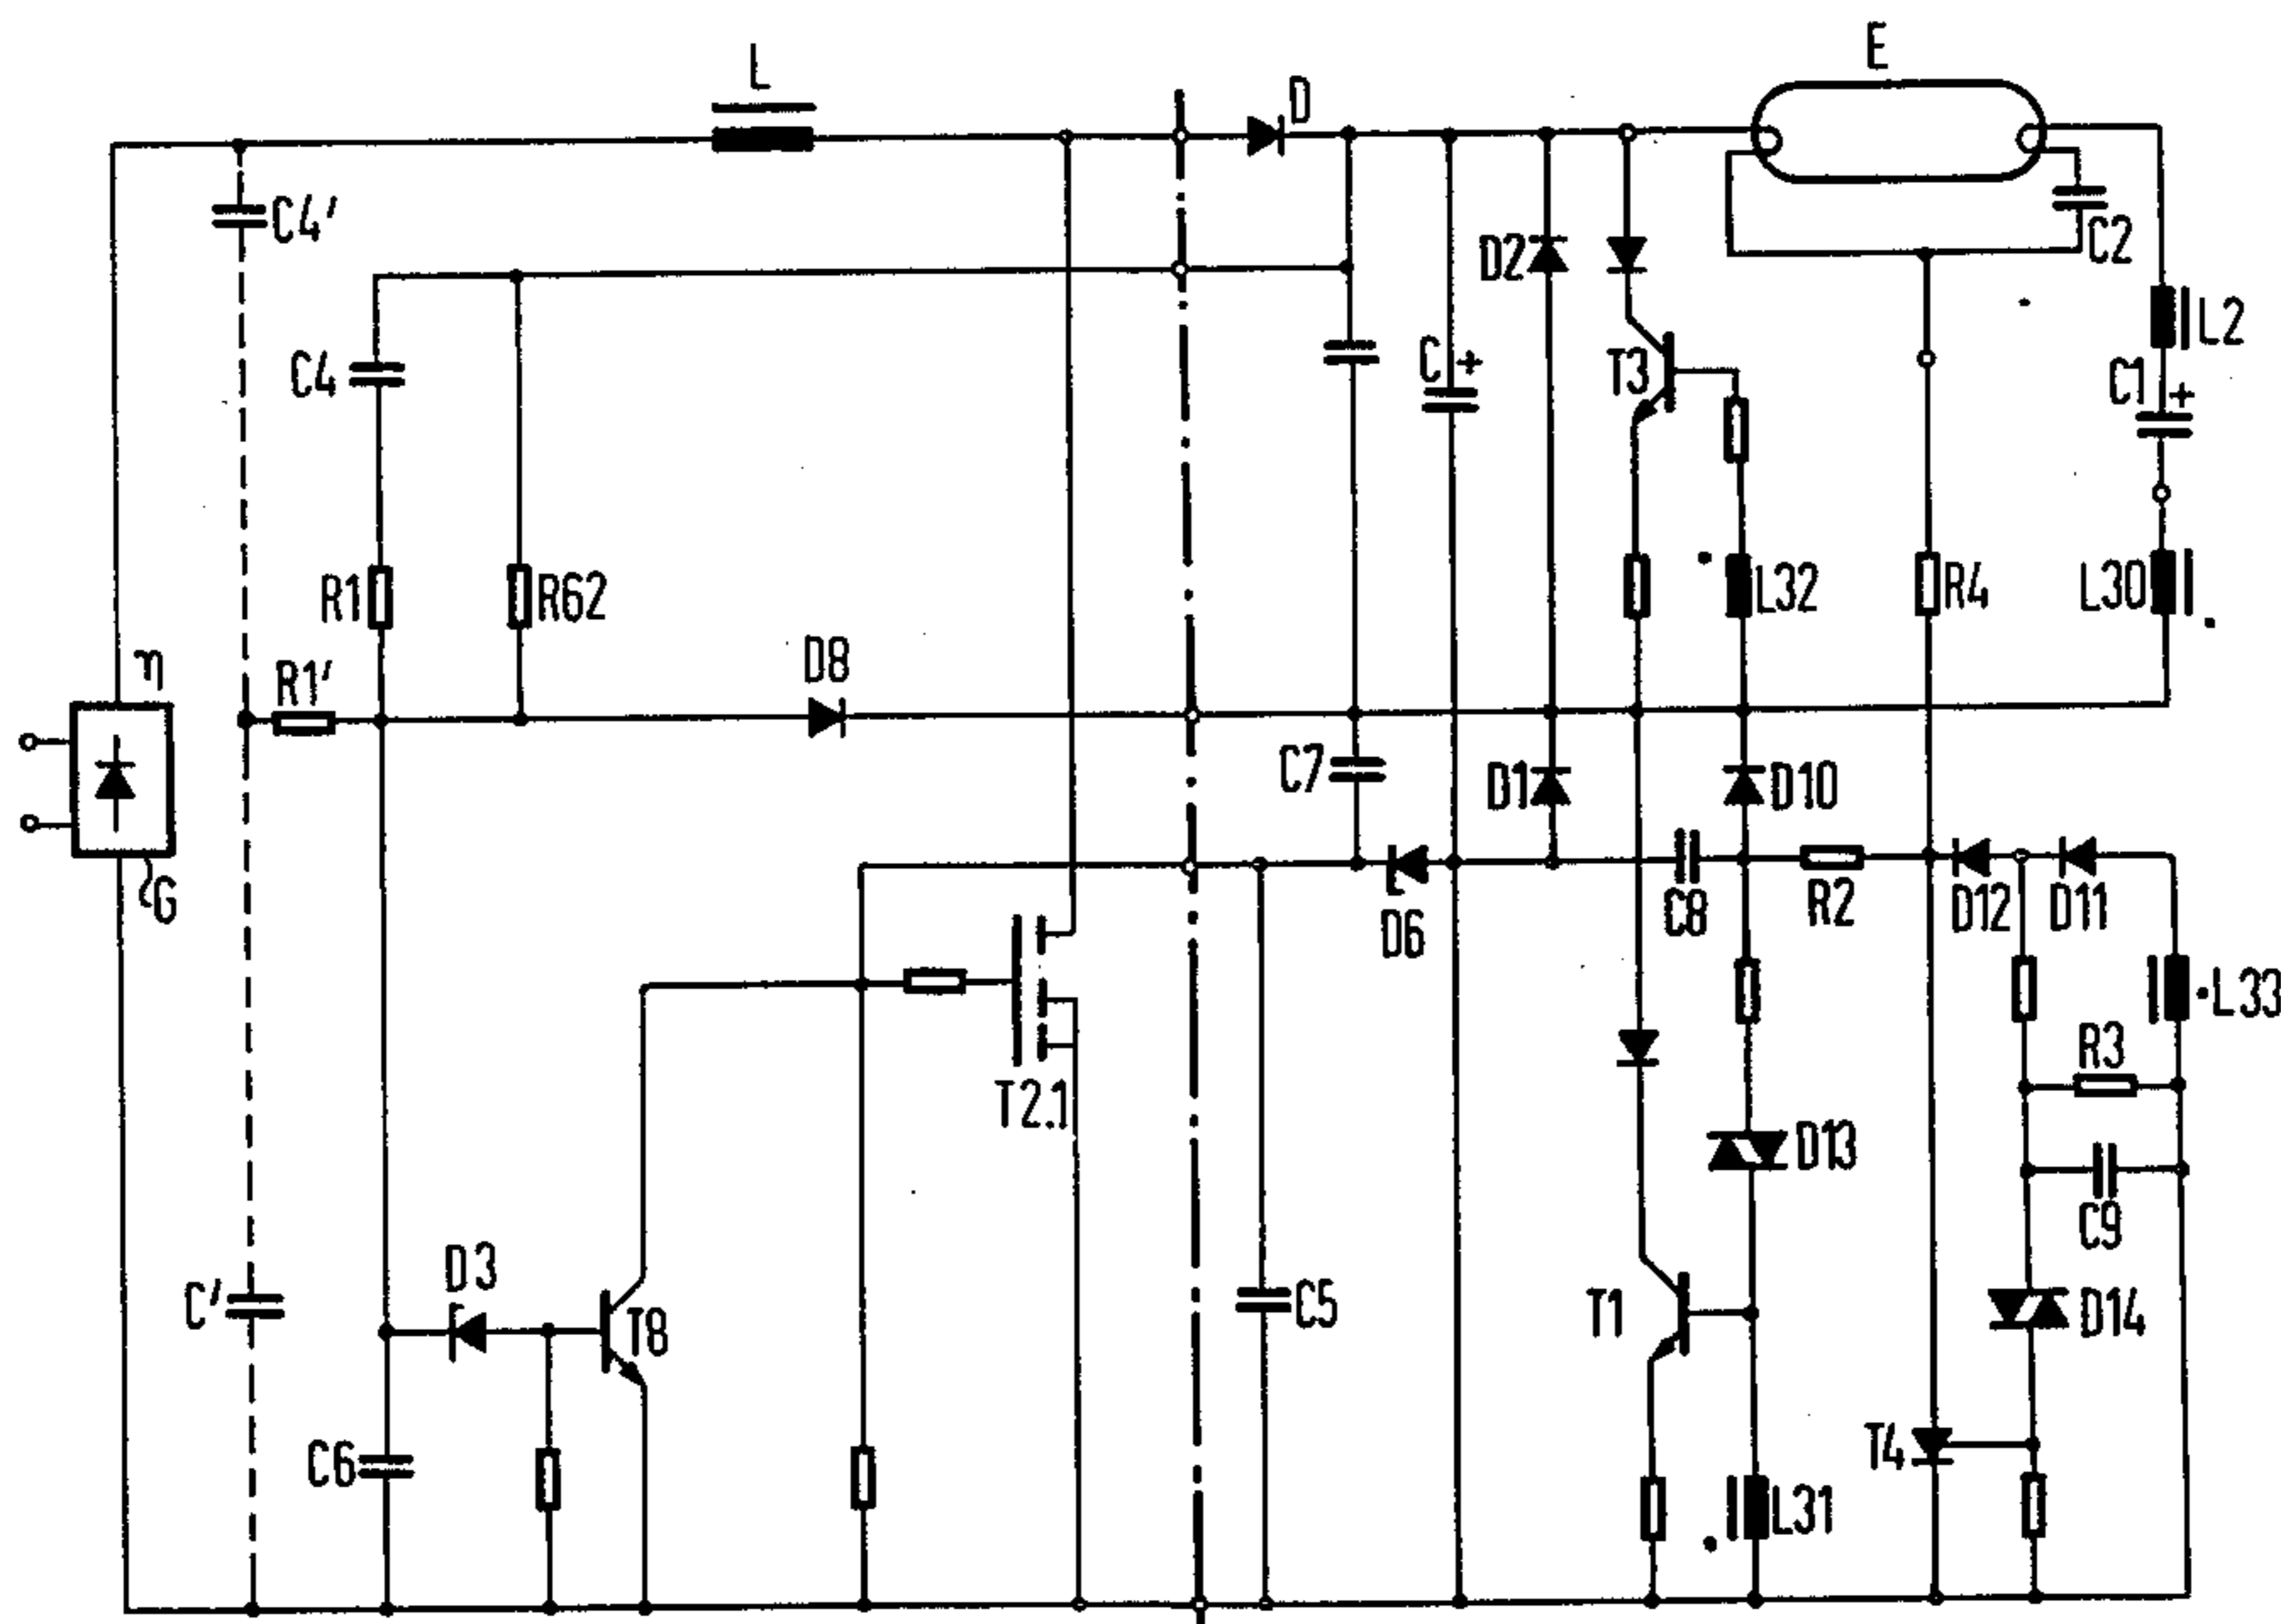 E
L
D
C4'
D2
C2
L2
C4
C +
T3
C1 +
R1
R62
L32
R4
L30
D8
η
R1'
C7
D1
D10
G
D6
C8
R2
D12
D11
L33
R3
T2.1
D13
C9
D3
C'
T8
C5
T1
D14
C6
T4
L31